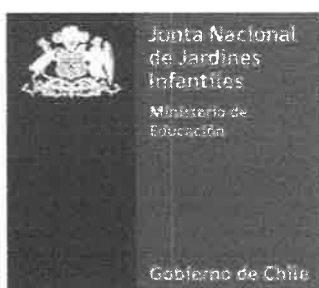 Junta Nacional
de Jardines
Infantiles
Ministerio de
Educación
Gobierno de Chile